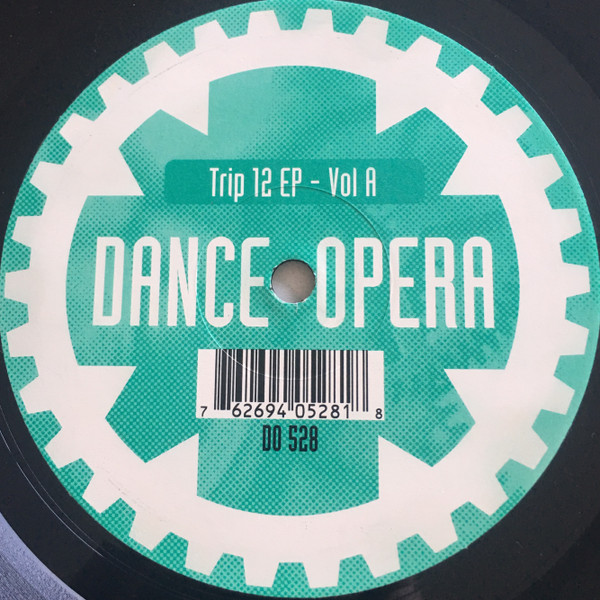 Trip 12 EP - Vol A
DANCE OPERA
7 62694 05281 8
DO 528